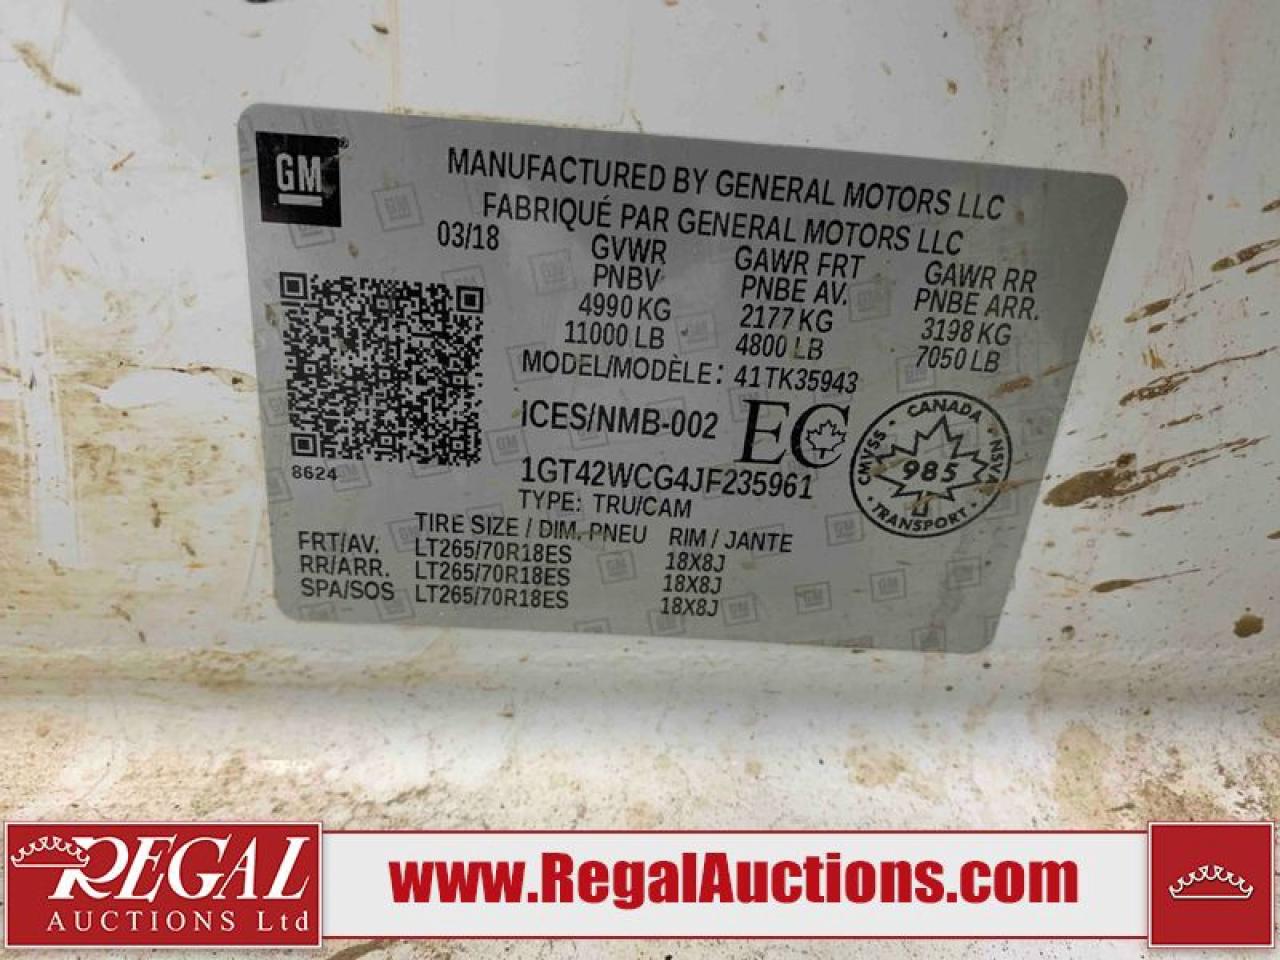 GM
MANUFACTURED BY GENERAL MOTORS LLC
FABRIQUÉ PAR GENERAL MOTORS LLC
03/18
GVWR
PNBV
4990 KG
11000 LB
GAWR FRT
PNBE AV.
2177 KG
4800 LB
GAWR RR
PNBE ARR.
3198 KG
7050 LB
MODEL/MODÈLE: 41TK35943
ICES/NMB-002
EC
8624
1GT42WCG4JF235961
TYPE: TRU/CAM
CANADA
CMVSS
NSVAC
985
TRANSPORT
TIRE SIZE / DIM. PNEU RIM / JANTE
FRT/AV. LT265/70R18ES 18X8J
RR/ARR. LT265/70R18ES 18X8J
SPA/SOS LT265/70R18ES 18X8J
REGAL
AUCTIONS Ltd
www.RegalAuctions.com